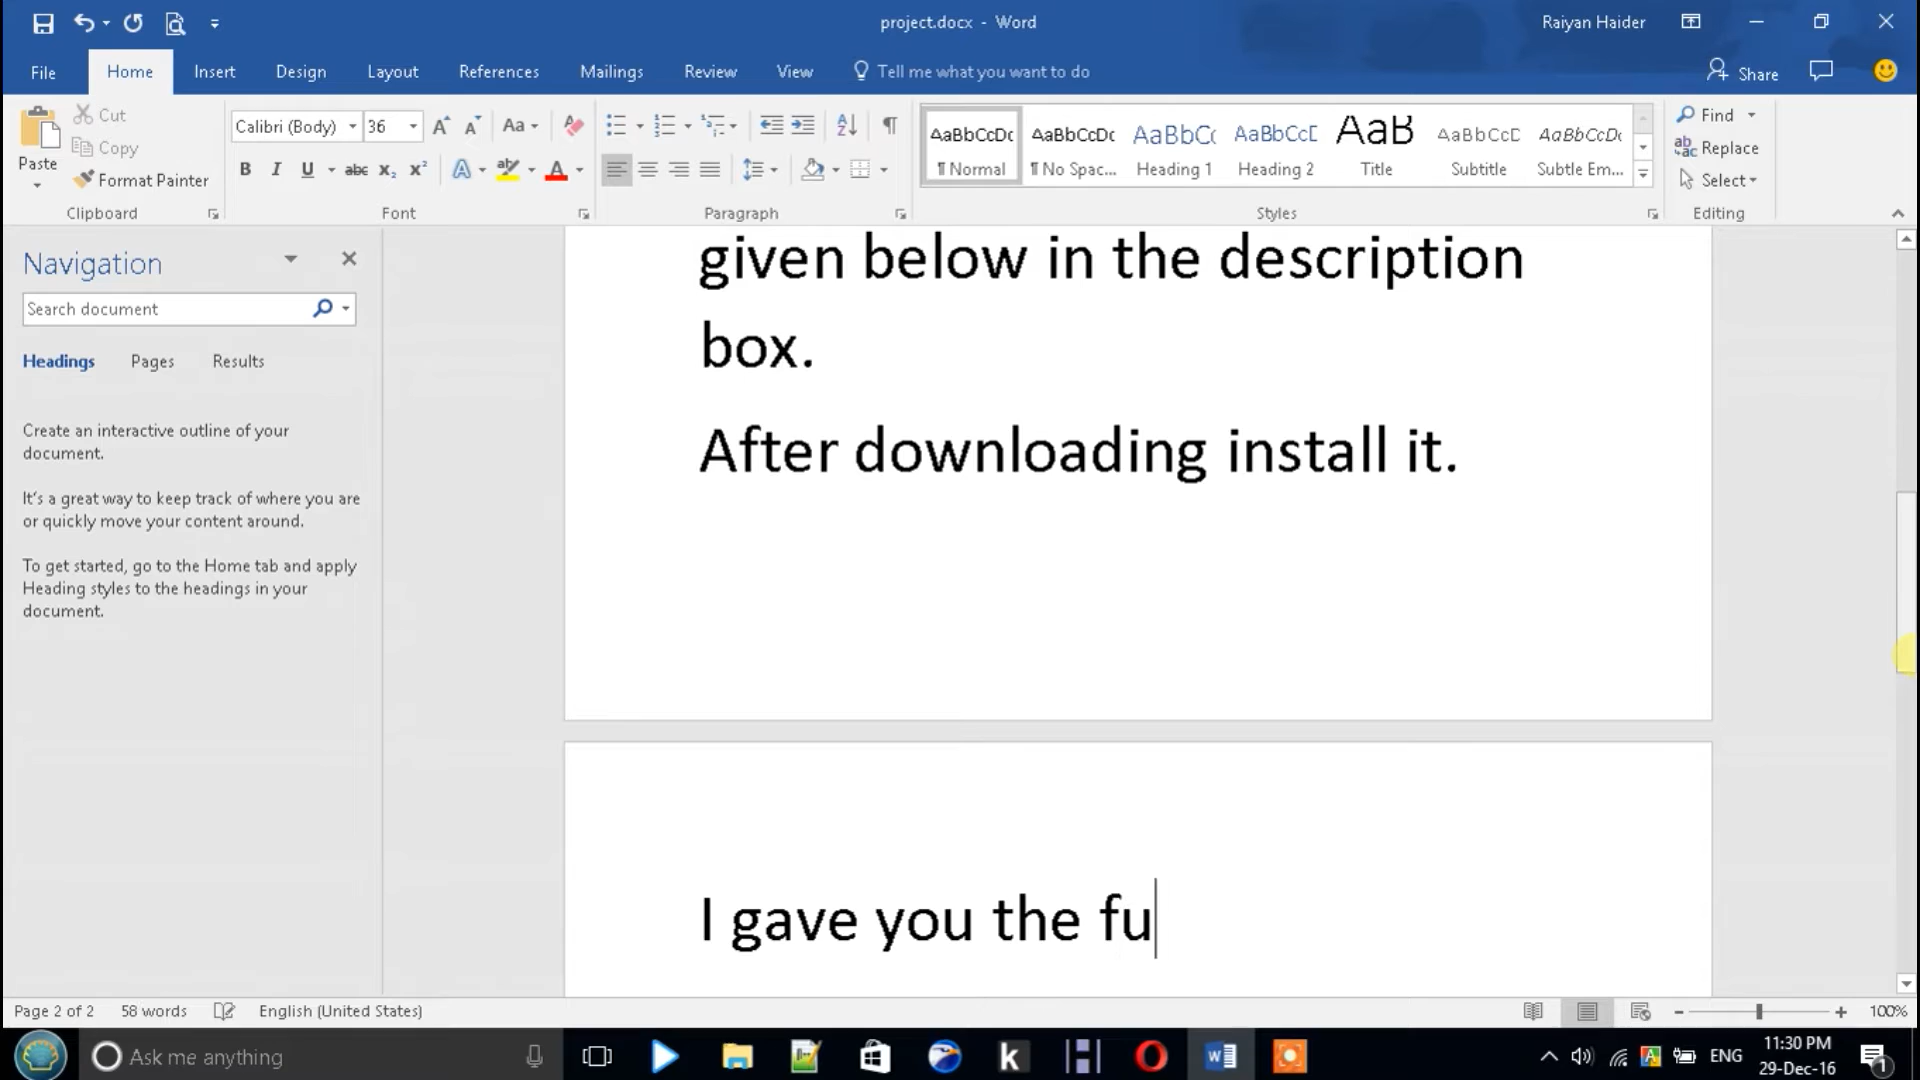 project.docx - Word
Raiyan Haider
File Home Insert Design Layout References Mailings Review View Tell me what you want to do
Share
Paste
Cut
Copy
Format Painter
Clipboard
Calibri (Body) 36
Aa
B I U abc x₂ x²
A ab A
Font
Paragraph
AaBbCcDc ¶ Normal
AaBbCcDc ¶ No Spac...
AaBbC( Heading 1
AaBbCcE Heading 2
AaB Title
AaBbCcD Subtitle
AaBbCcDc Subtle Em...
Styles
Find
Replace
Select
Editing
Navigation
Search document
Headings Pages Results
Create an interactive outline of your
document.
It's a great way to keep track of where you are
or quickly move your content around.
To get started, go to the Home tab and apply
Heading styles to the headings in your
document.
given below in the description
box.
After downloading install it.
I gave you the fu
Page 2 of 2 58 words English (United States)
100%
Ask me anything
ENG
11:30 PM
29-Dec-16
1